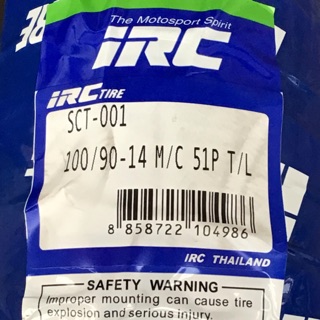 The Motosport Spirit
IRC
IRC TIRE
SCT-001
100/90-14 M/C 51P T/L
8 858722 104986
IRC THAILAND
SAFETY WARNING
Improper mounting can cause tire
explosion and serious injury.